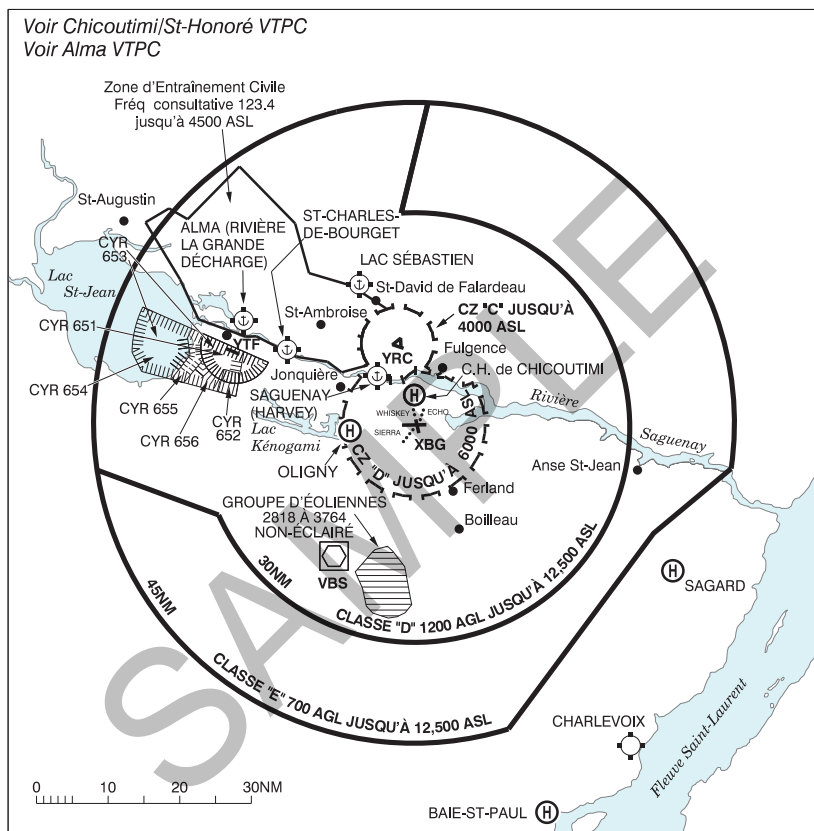 Voir Chicoutimi/St-Honoré VTPC
Voir Alma VTPC
Zone d'Entraînement Civile
Fréq consultative 123.4
jusqu'à 4500 ASL
St-Augustin
ALMA (RIVIÈRE
LA GRANDE
DÉCHARGE)
ST-CHARLES-
DE-BOURGET
CYR
653
LAC SÉBASTIEN
Lac
St-Jean
St-David de Falardeau
St-Ambroise
CZ "C" JUSQU'À
4000 ASL
CYR 651
YTF
YRC
Fulgence
C.H. de CHICOUTIMI
Jonquière
CYR 654
SAGUENAY
(HARVEY)
H
Rivière
Saguenay
CYR 655
CYR 656
CYR
652
WHISKEY
ECHO
SIERRA
XBG
Lac
Kénogami
H
OLIGNY
CZ "D" JUSQU'À 6000 ASL
Anse St-Jean
Ferland
Boilleau
GROUPE D'ÉOLIENNES
2818 À 3764
NON-ÉCLAIRÉ
VBS
30NM
CLASSE "D" 1200 AGL JUSQU'À 12,500 ASL
45NM
CLASSE "E" 700 AGL JUSQU'À 12,500 ASL
H
SAGARD
CHARLEVOIX
Fleuve Saint-Laurent
BAIE-ST-PAUL
H
0 10 20 30NM
SAMPLE